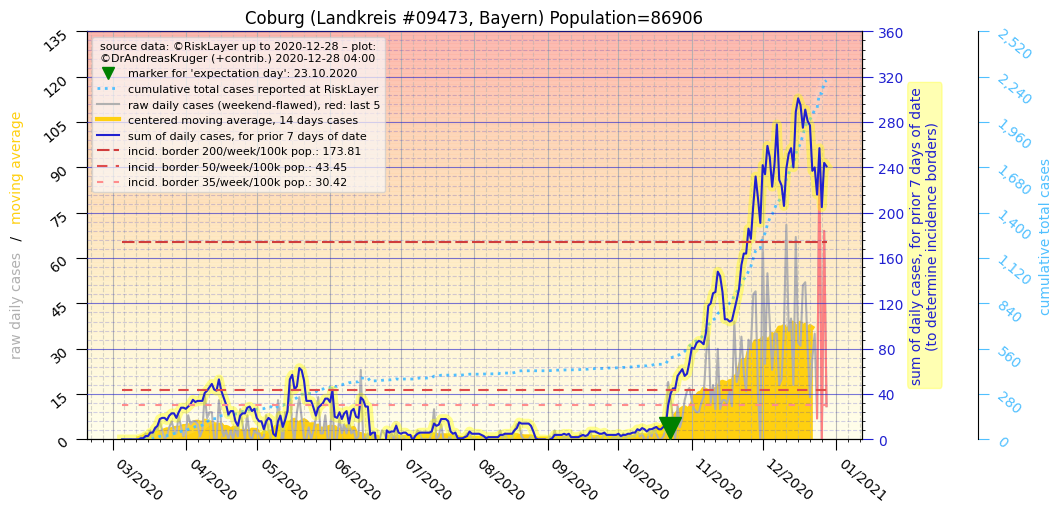 Coburg (Landkreis #09473, Bayern) Population=86906
source data: ©RiskLayer up to 2020-12-28 – plot:
©DrAndreasKruger (+contrib.) 2020-12-28 04:00
marker for 'expectation day': 23.10.2020
cumulative total cases reported at RiskLayer
raw daily cases (weekend-flawed), red: last 5
centered moving average, 14 days cases
sum of daily cases, for prior 7 days of date
incid. border 200/week/100k pop.: 173.81
incid. border 50/week/100k pop.: 43.45
incid. border 35/week/100k pop.: 30.42
raw daily cases / moving average
135
120
105
90
75
60
45
30
15
0
03/2020
04/2020
05/2020
06/2020
07/2020
08/2020
09/2020
10/2020
11/2020
12/2020
01/2021
360
320
280
240
200
160
120
80
40
0
sum of daily cases, for prior 7 days of date
(to determine incidence borders)
2,520
2,240
1,960
1,680
1,400
1,120
840
560
280
0
cumulative total cases